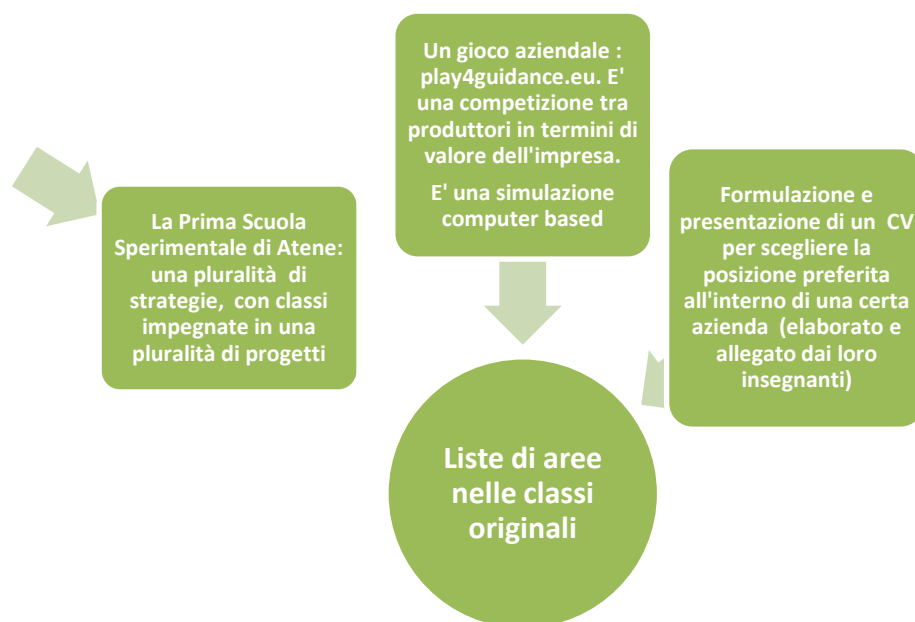 La Prima Scuola
Sperimentale di Atene:
una pluralità di
strategie, con classi
impegnate in una
pluralità di progetti
Un gioco aziendale :
play4guidance.eu. E'
una competizione tra
produttori in termini di
valore dell'impresa.
E' una simulazione
computer based
Formulazione e
presentazione di un CV
per scegliere la
posizione preferita
all'interno di una certa
azienda (elaborato e
allegato dai loro
insegnanti)
Liste di aree
nelle classi
originali